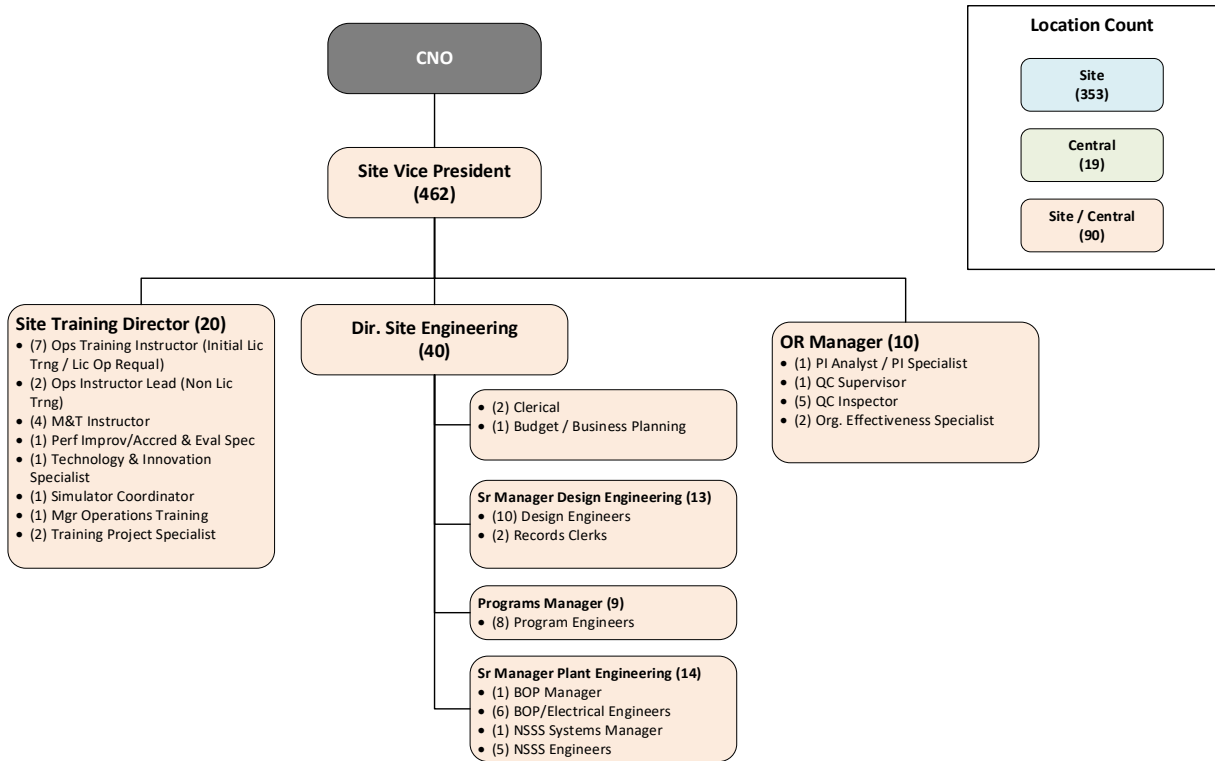 CNO
Site Vice President
(462)
Location Count
Site
(353)
Central
(19)
Site / Central
(90)
Site Training Director (20)
• (7) Ops Training Instructor (Initial Lic
Trng / Lic Op Requal)
• (2) Ops Instructor Lead (Non Lic
Trng)
• (4) M&T Instructor
• (1) Perf Improv/Accred & Eval Spec
• (1) Technology & Innovation
Specialist
• (1) Simulator Coordinator
• (1) Mgr Operations Training
• (2) Training Project Specialist
Dir. Site Engineering
(40)
• (2) Clerical
• (1) Budget / Business Planning
Sr Manager Design Engineering (13)
• (10) Design Engineers
• (2) Records Clerks
Programs Manager (9)
• (8) Program Engineers
Sr Manager Plant Engineering (14)
• (1) BOP Manager
• (6) BOP/Electrical Engineers
• (1) NSSS Systems Manager
• (5) NSSS Engineers
OR Manager (10)
• (1) PI Analyst / PI Specialist
• (1) QC Supervisor
• (5) QC Inspector
• (2) Org. Effectiveness Specialist